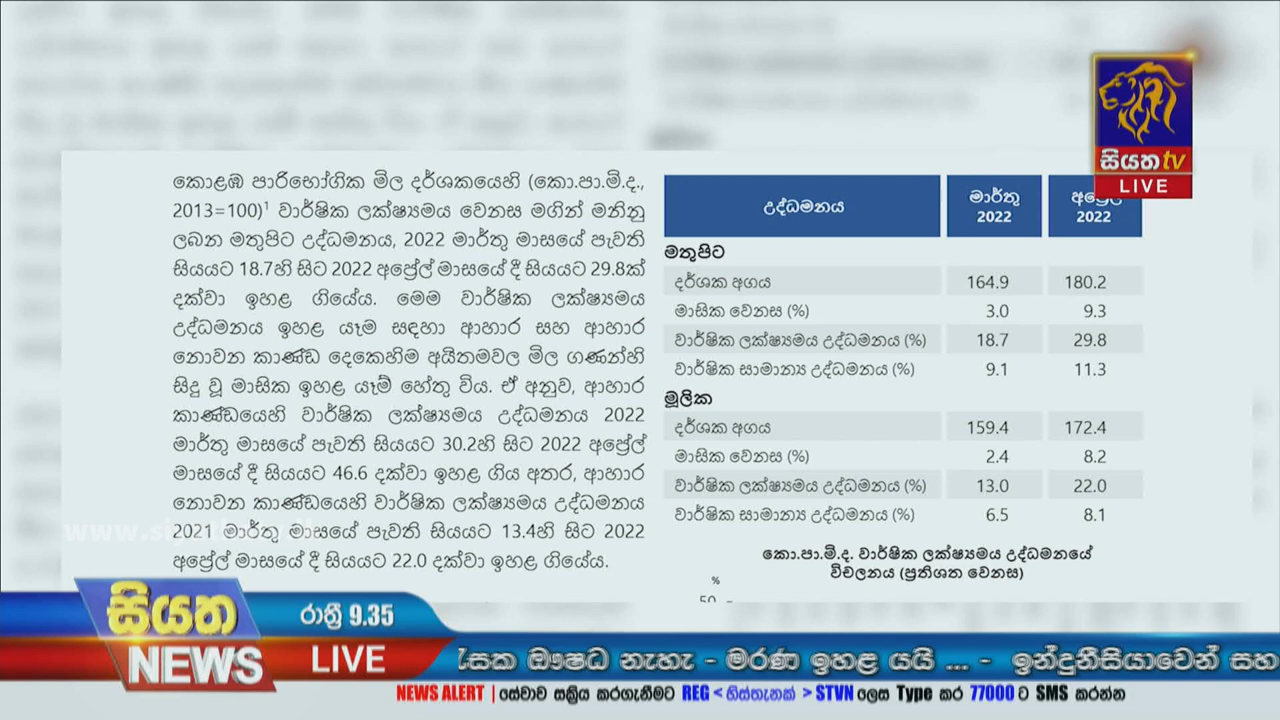 සියත tv
LIVE
කොළඹ පාරිභෝගික මිල දර්ශකයෙහි (කො.පා.මි.ද.,
2013=100)¹ වාර්ෂික ලක්ෂ්‍යමය වෙනස මගින් මනිනු
ලබන මතුපිට උද්ධමනය, 2022 මාර්තු මාසයේ පැවති
සියයට 18.7හි සිට 2022 අප්‍රේල් මාසයේ දී සියයට 29.8ක්
දක්වා ඉහළ ගියේය. මෙම වාර්ෂික ලක්ෂ්‍යමය
උද්ධමනය ඉහළ යෑම සඳහා ආහාර සහ ආහාර
නොවන කාණ්ඩ දෙකෙහිම අයිතමවල මිල ගණන්හි
සිදු වූ මාසික ඉහළ යෑම් හේතු විය. ඒ අනුව, ආහාර
කාණ්ඩයෙහි වාර්ෂික ලක්ෂ්‍යමය උද්ධමනය 2022
මාර්තු මාසයේ පැවති සියයට 30.2හි සිට 2022 අප්‍රේල්
මාසයේ දී සියයට 46.6 දක්වා ඉහළ ගිය අතර, ආහාර
නොවන කාණ්ඩයෙහි වාර්ෂික ලක්ෂ්‍යමය උද්ධමනය
2021 මාර්තු මාසයේ පැවති සියයට 13.4හි සිට 2022
අප්‍රේල් මාසයේ දී සියයට 22.0 දක්වා ඉහළ ගියේය.
උද්ධමනය මාර්තු 2022 අප්‍රේල් 2022
මතුපිට
දර්ශක අගය 164.9 180.2
මාසික වෙනස (%) 3.0 9.3
වාර්ෂික ලක්ෂ්‍යමය උද්ධමනය (%) 18.7 29.8
වාර්ෂික සාමාන්‍ය උද්ධමනය (%) 9.1 11.3
මූලික
දර්ශක අගය 159.4 172.4
මාසික වෙනස (%) 2.4 8.2
වාර්ෂික ලක්ෂ්‍යමය උද්ධමනය (%) 13.0 22.0
වාර්ෂික සාමාන්‍ය උද්ධමනය (%) 6.5 8.1
කො.පා.මි.ද. වාර්ෂික ලක්ෂ්‍යමය උද්ධමනයේ
විචලනය (ප්‍රතිශත වෙනස)
%
50
සියත
NEWS
රාත්‍රී 9.35
LIVE
ඖෂධ නැහැ - මරණ ඉහළ යයි ... - ඉන්දුනීසියාවෙන් සහ
NEWS ALERT | සේවාව සක්‍රිය කරගැනීමට REG < හිස්තැනක් > STVN ලෙස Type කර 77000 ට SMS කරන්න